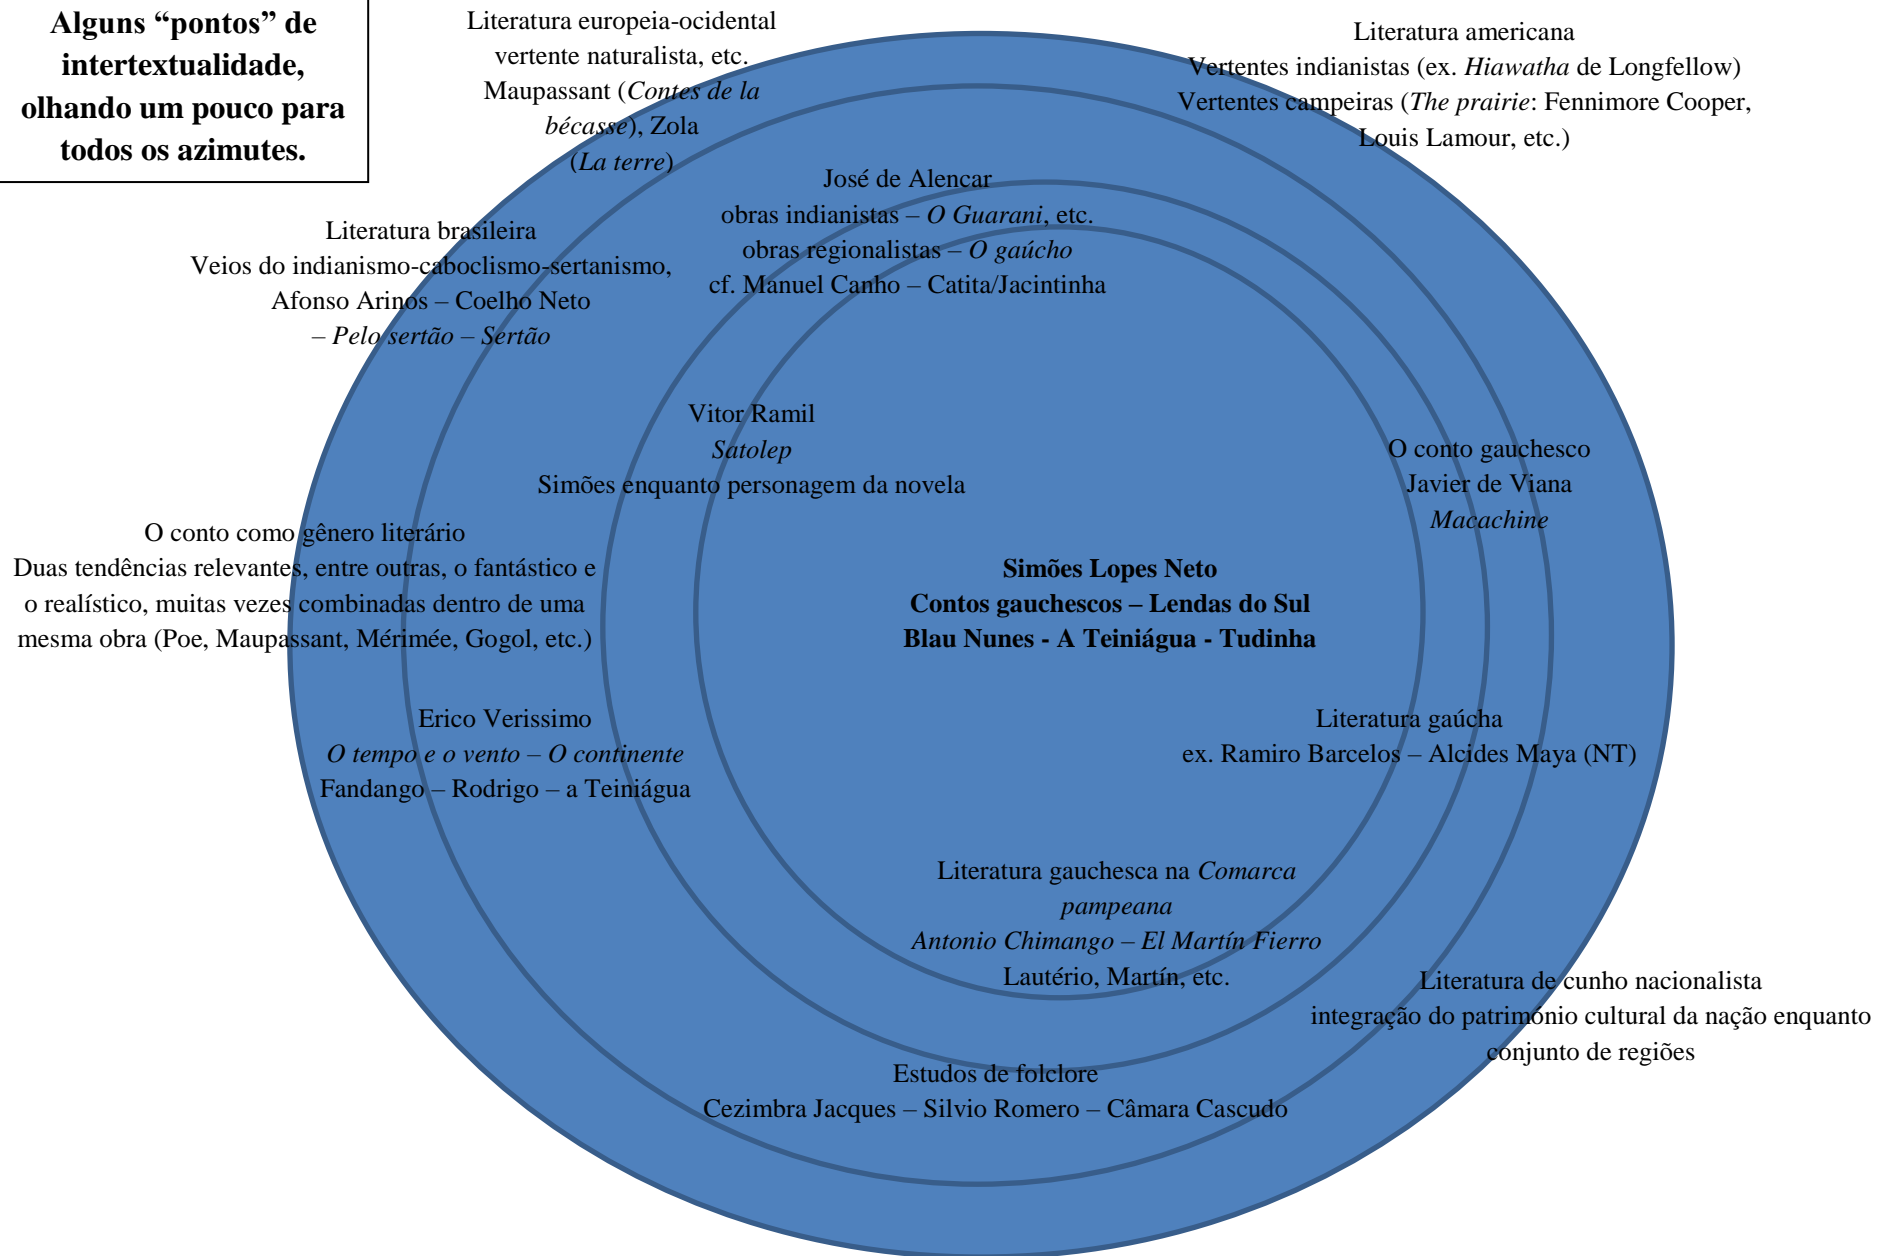 Alguns “pontos” de
intertextualidade,
olhando um pouco para
todos os azimutes.
Literatura europeia-ocidental
vertente naturalista, etc.
Maupassant (Contes de la
bécasse), Zola
(La terre)
Literatura americana
Vertentes indianistas (ex. Hiawatha de Longfellow)
Vertentes campeiras (The prairie: Fennimore Cooper,
Louis Lamour, etc.)
José de Alencar
obras indianistas – O Guarani, etc.
obras regionalistas – O gaúcho
cf. Manuel Canho – Catita/Jacintinha
Literatura brasileira
Veios do indianismo-caboclismo-sertanismo,
Afonso Arinos – Coelho Neto
– Pelo sertão – Sertão
Vitor Ramil
Satolep
Simões enquanto personagem da novela
O conto gauchesco
Javier de Viana
Macachine
O conto como gênero literário
Duas tendências relevantes, entre outras, o fantástico e
o realístico, muitas vezes combinadas dentro de uma
mesma obra (Poe, Maupassant, Mérimée, Gogol, etc.)
Simões Lopes Neto
Contos gauchescos – Lendas do Sul
Blau Nunes - A Teiniágua - Tudinha
Erico Verissimo
O tempo e o vento – O continente
Fandango – Rodrigo – a Teiniágua
Literatura gaúcha
ex. Ramiro Barcelos – Alcides Maya (NT)
Literatura gauchesca na Comarca
pampeana
Antonio Chimango – El Martín Fierro
Lautério, Martín, etc.
Literatura de cunho nacionalista
integração do património cultural da nação enquanto
conjunto de regiões
Estudos de folclore
Cezimbra Jacques – Silvio Romero – Câmara Cascudo